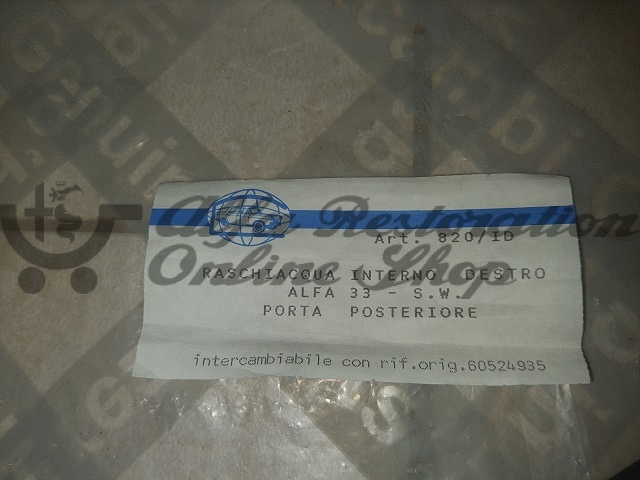 Art. 820/ID
Alfa Restoration
Online Shop
RASCHIACQUA INTERNO DESTRO
ALFA 33 - S.W.
PORTA POSTERIORE
intercambiabile con rif.orig.60524935